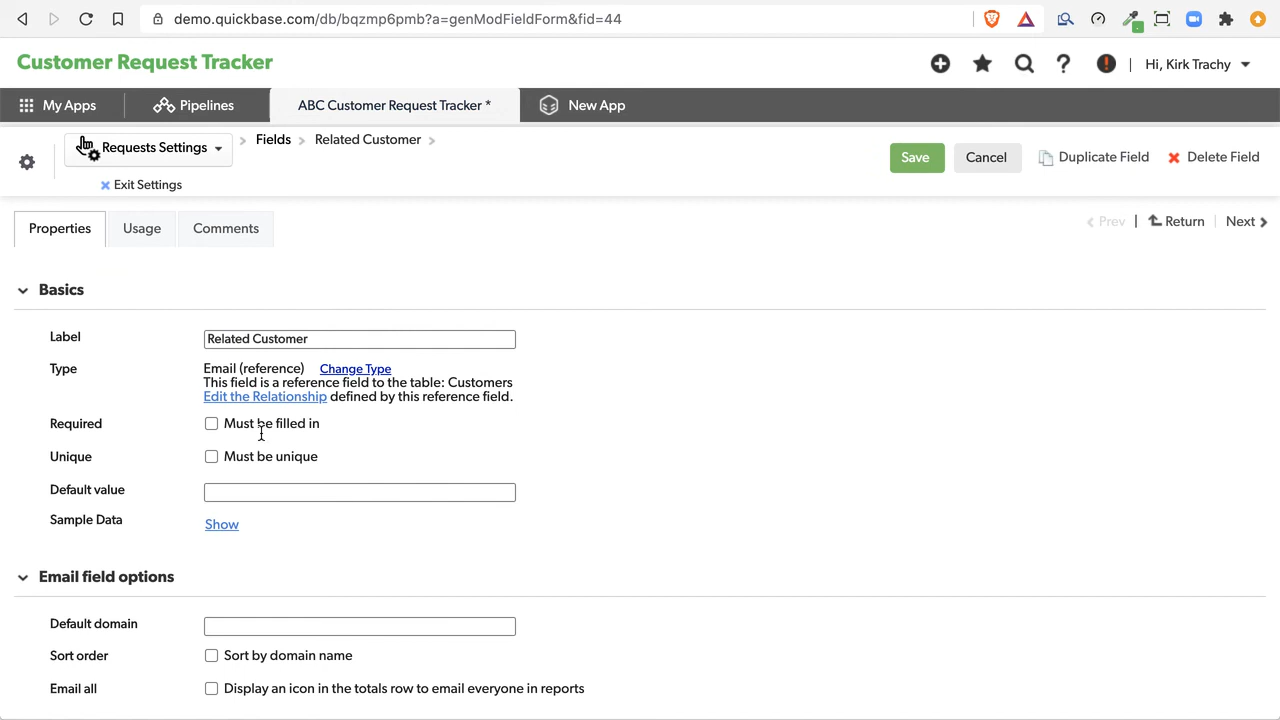 demo.quickbase.com/db/bqzmp6pmb?a=genModFieldForm&fid=44
Customer Request Tracker
Hi, Kirk Trachy
My Apps
Pipelines
ABC Customer Request Tracker *
New App
Requests Settings
Fields
Related Customer
Save
Cancel
Duplicate Field
Delete Field
Exit Settings
Properties
Usage
Comments
Prev | Return | Next
Basics
Label
Related Customer
Type
Email (reference) Change Type
This field is a reference field to the table: Customers
Edit the Relationship defined by this reference field.
Required
Must be filled in
Unique
Must be unique
Default value
Sample Data
Show
Email field options
Default domain
Sort order
Sort by domain name
Email all
Display an icon in the totals row to email everyone in reports